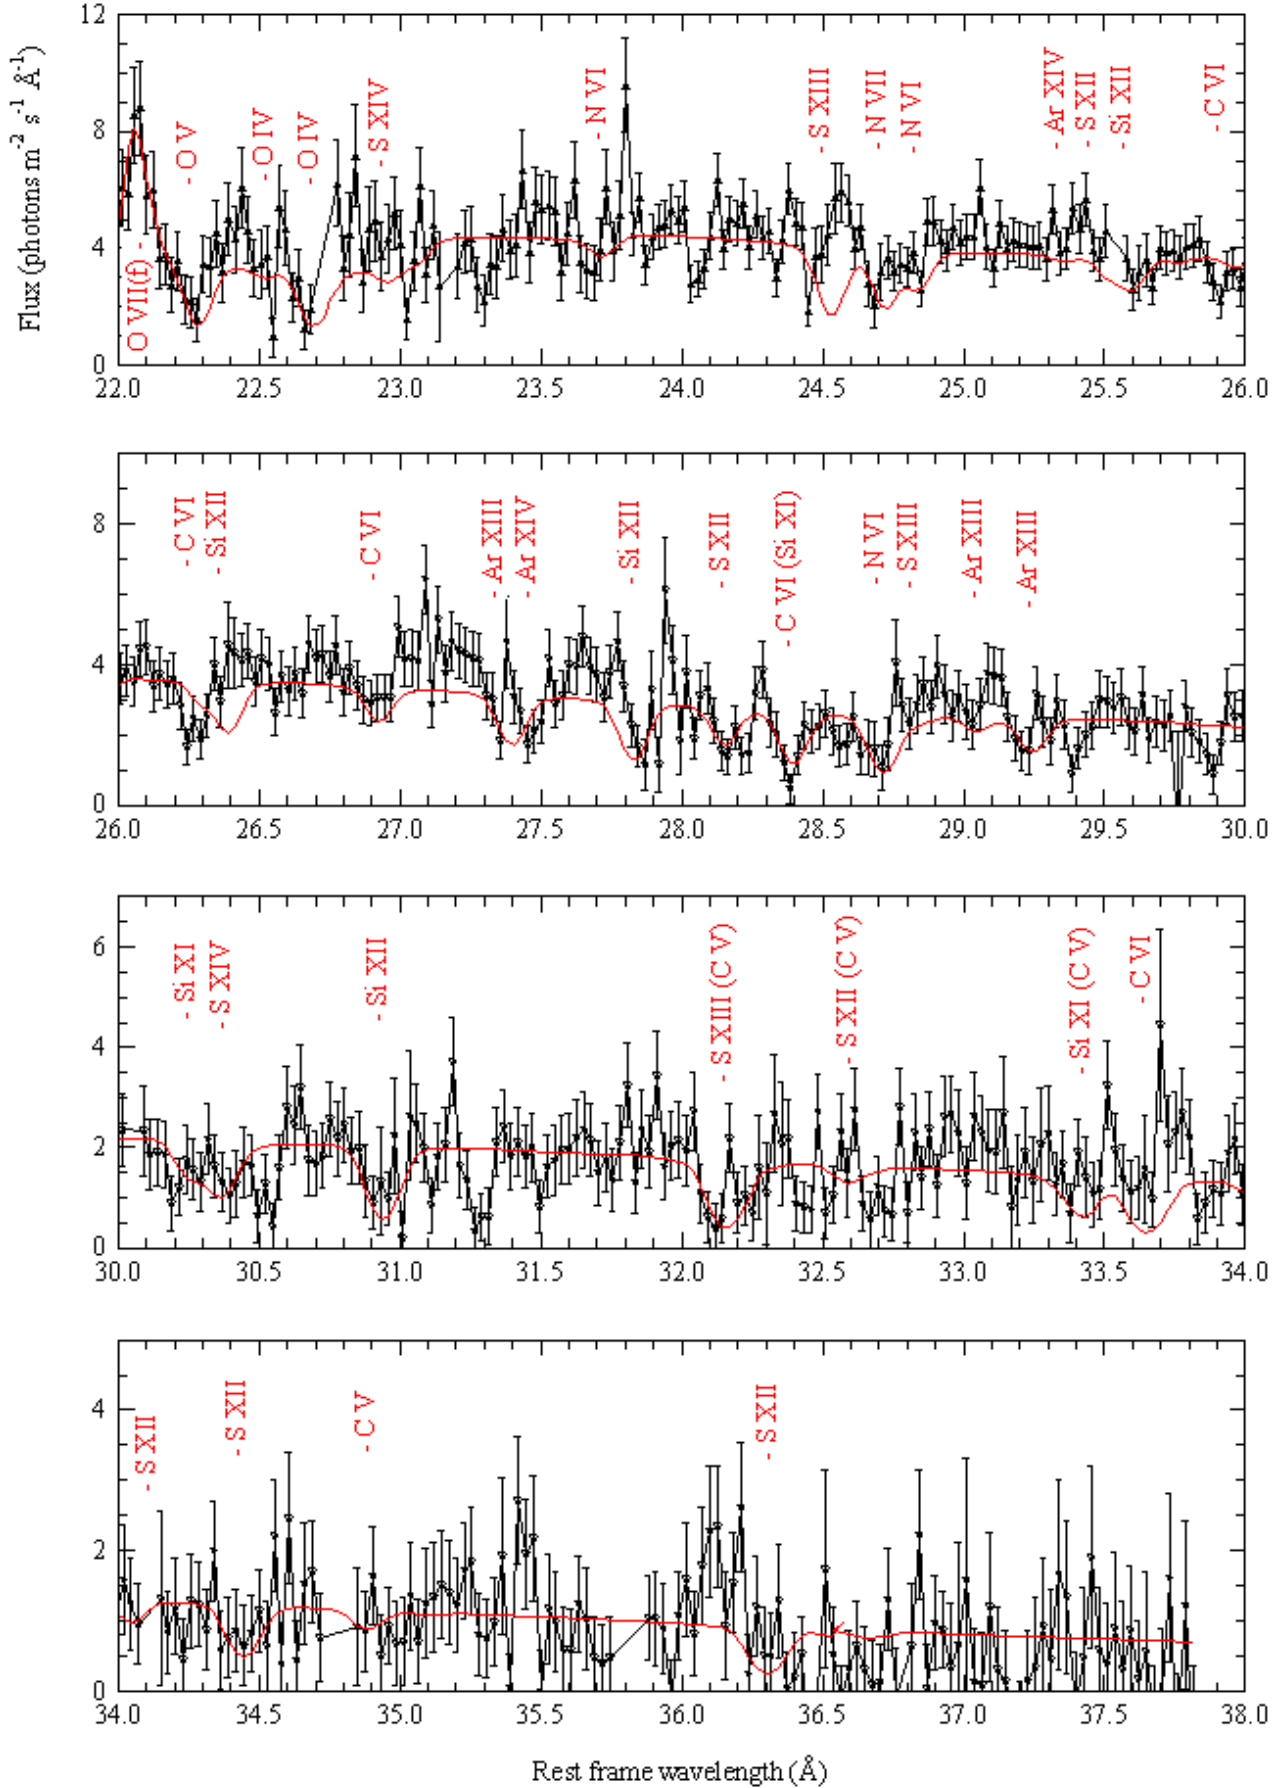 Flux (photons m⁻² s⁻¹ Å⁻¹)
12
8
4
0
O VII(f) -
- O V
- O IV
- O IV
- S XIV
- N VI
- S XIII
- N VII
- N VI
- Ar XIV
- S XII
- Si XII
- C VI
22.0 22.5 23.0 23.5 24.0 24.5 25.0 25.5 26.0
8
4
0
- C VI
- Si XII
- C VI
- Ar XIII
- Ar XIV
- Si XII
- S XII
- C VI (Si XI)
- N VI
- S XIII
- Ar XIII
- Ar XIII
26.0 26.5 27.0 27.5 28.0 28.5 29.0 29.5 30.0
6
4
2
0
- Si XI
- S XIV
- Si XII
- S XIII (C V)
- S XII (C V)
- Si XI (C V)
- C VI
30.0 30.5 31.0 31.5 32.0 32.5 33.0 33.5 34.0
4
2
0
- S XII
- S XII
- C V
- S XII
34.0 34.5 35.0 35.5 36.0 36.5 37.0 37.5 38.0
Rest frame wavelength (Å)